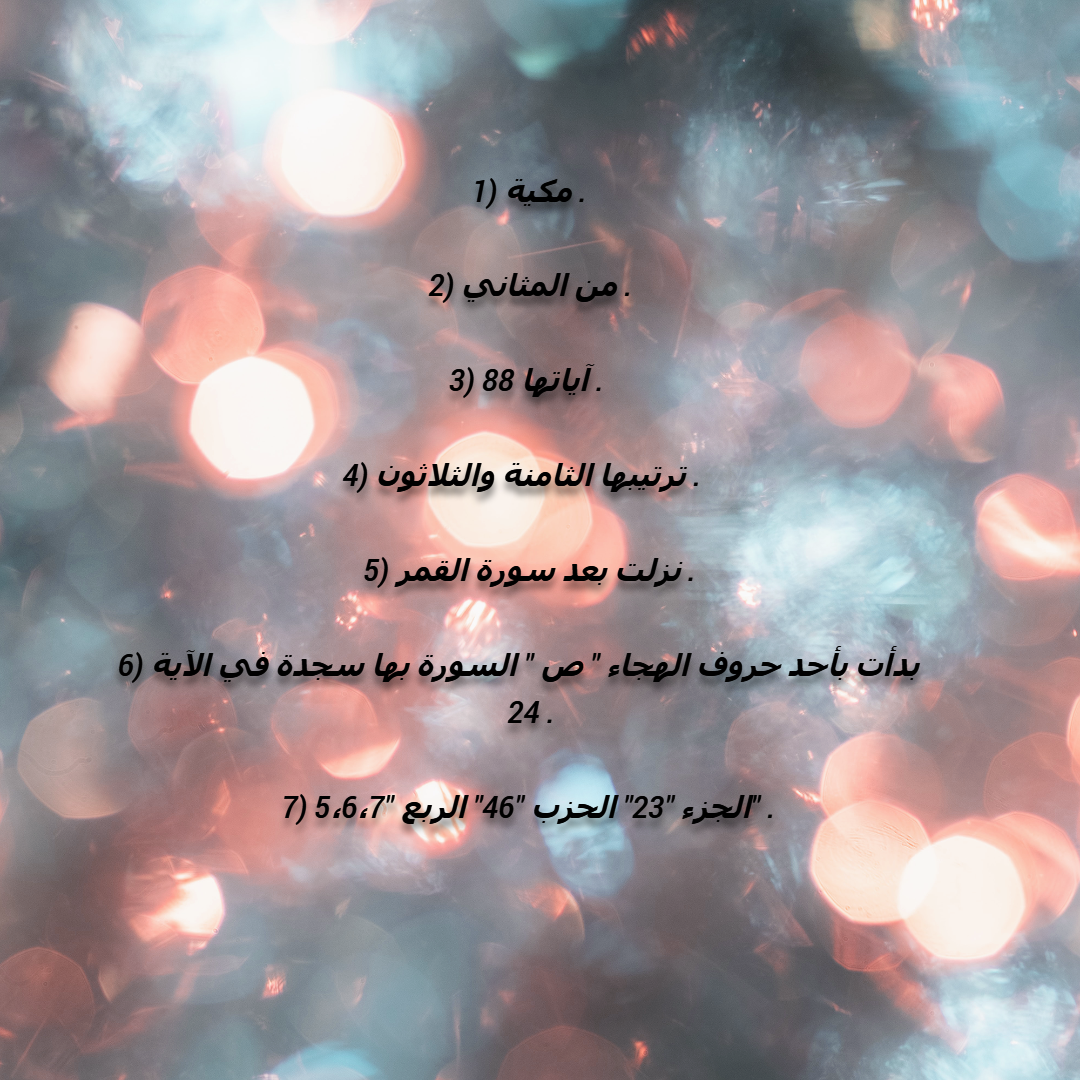 1) مكية .
2) من المثاني .
3) آياتها 88 .
4) ترتيبها الثامنة والثلاثون .
5) نزلت بعد سورة القمر .
6) بدأت بأحد حروف الهجاء " ص " السورة بها سجدة في الآية
24 .
7) الجزء "23" الحزب "46" الربع "5،6،7" .